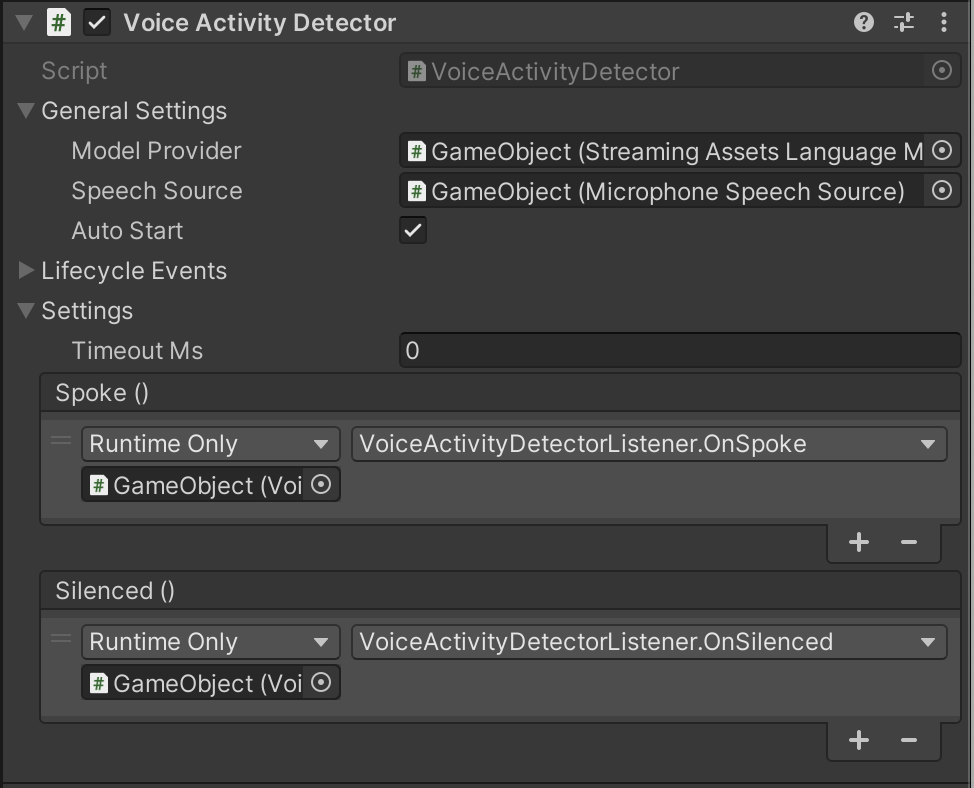 Voice Activity Detector
Script # VoiceActivityDetector
General Settings
Model Provider # GameObject (Streaming Assets Language M
Speech Source # GameObject (Microphone Speech Source)
Auto Start
Lifecycle Events
Settings
Timeout Ms 0
Spoke ()
Runtime Only VoiceActivityDetectorListener.OnSpoke
# GameObject (Voi
Silenced ()
Runtime Only VoiceActivityDetectorListener.OnSilenced
# GameObject (Voi